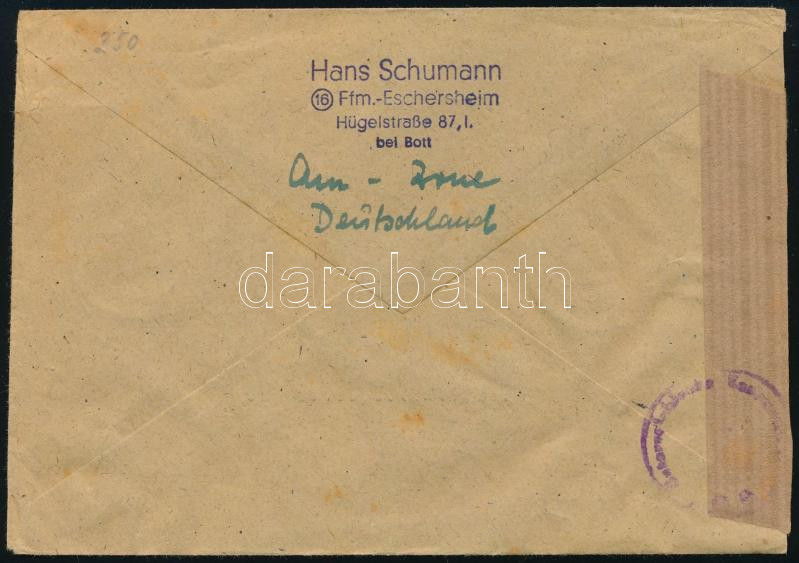 250
Hans Schumann
(16) Ffm.-Eschersheim
Hügelstraße 87, I.
bei Bott
Am - Zone
Deutschland
darabanth